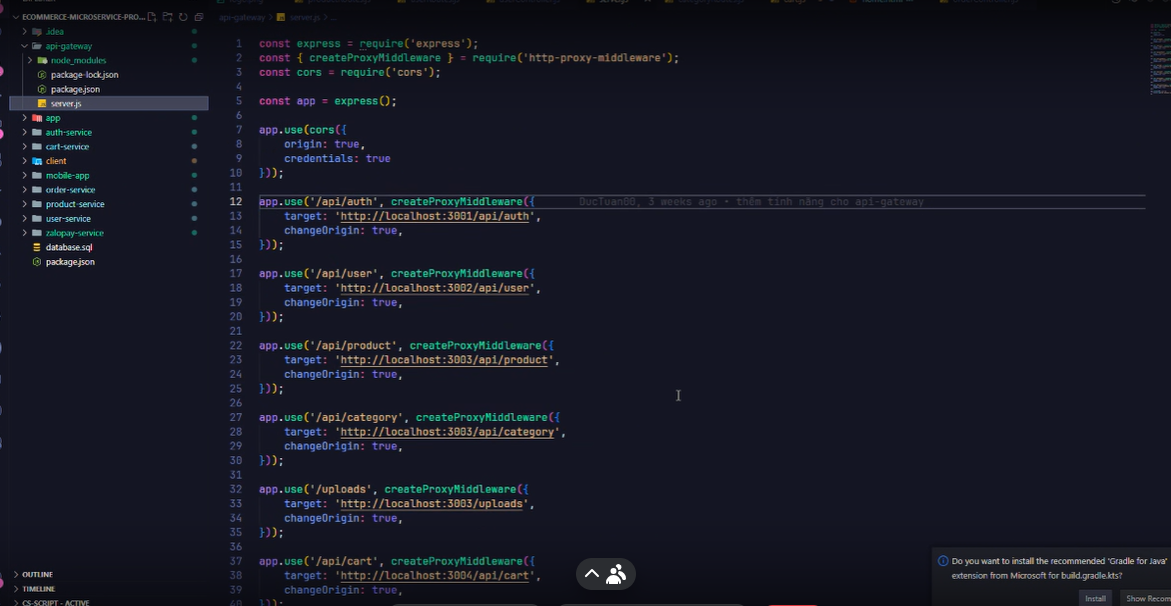 ECOMMERCE-MICROSERVICE-PRO...
.idea
api-gateway
node_modules
package-lock.json
package.json
server.js
app
auth-service
cart-service
client
mobile-app
order-service
product-service
user-service
zalopay-service
database.sql
package.json
OUTLINE
TIMELINE
CS-SCRIPT - ACTIVE
api-gateway > server.js > ...
1 const express = require('express');
2 const { createProxyMiddleware } = require('http-proxy-middleware');
3 const cors = require('cors');
4
5 const app = express();
6
7 app.use(cors({
8 origin: true,
9 credentials: true
10 }));
11
12 app.use('/api/auth', createProxyMiddleware({ DucTuan00, 3 weeks ago • thêm tính năng cho api-gateway
13 target: 'http://localhost:3001/api/auth',
14 changeOrigin: true,
15 }));
16
17 app.use('/api/user', createProxyMiddleware({
18 target: 'http://localhost:3002/api/user',
19 changeOrigin: true,
20 }));
21
22 app.use('/api/product', createProxyMiddleware({
23 target: 'http://localhost:3003/api/product',
24 changeOrigin: true,
25 }));
26
27 app.use('/api/category', createProxyMiddleware({
28 target: 'http://localhost:3003/api/category',
29 changeOrigin: true,
30 }));
31
32 app.use('/uploads', createProxyMiddleware({
33 target: 'http://localhost:3003/uploads',
34 changeOrigin: true,
35 }));
36
37 app.use('/api/cart', createProxyMiddleware({
38 target: 'http://localhost:3004/api/cart',
39 changeOrigin: true,
40 }));
Do you want to install the recommended 'Gradle for Java'
extension from Microsoft for build.gradle.kts?
Install Show Recom